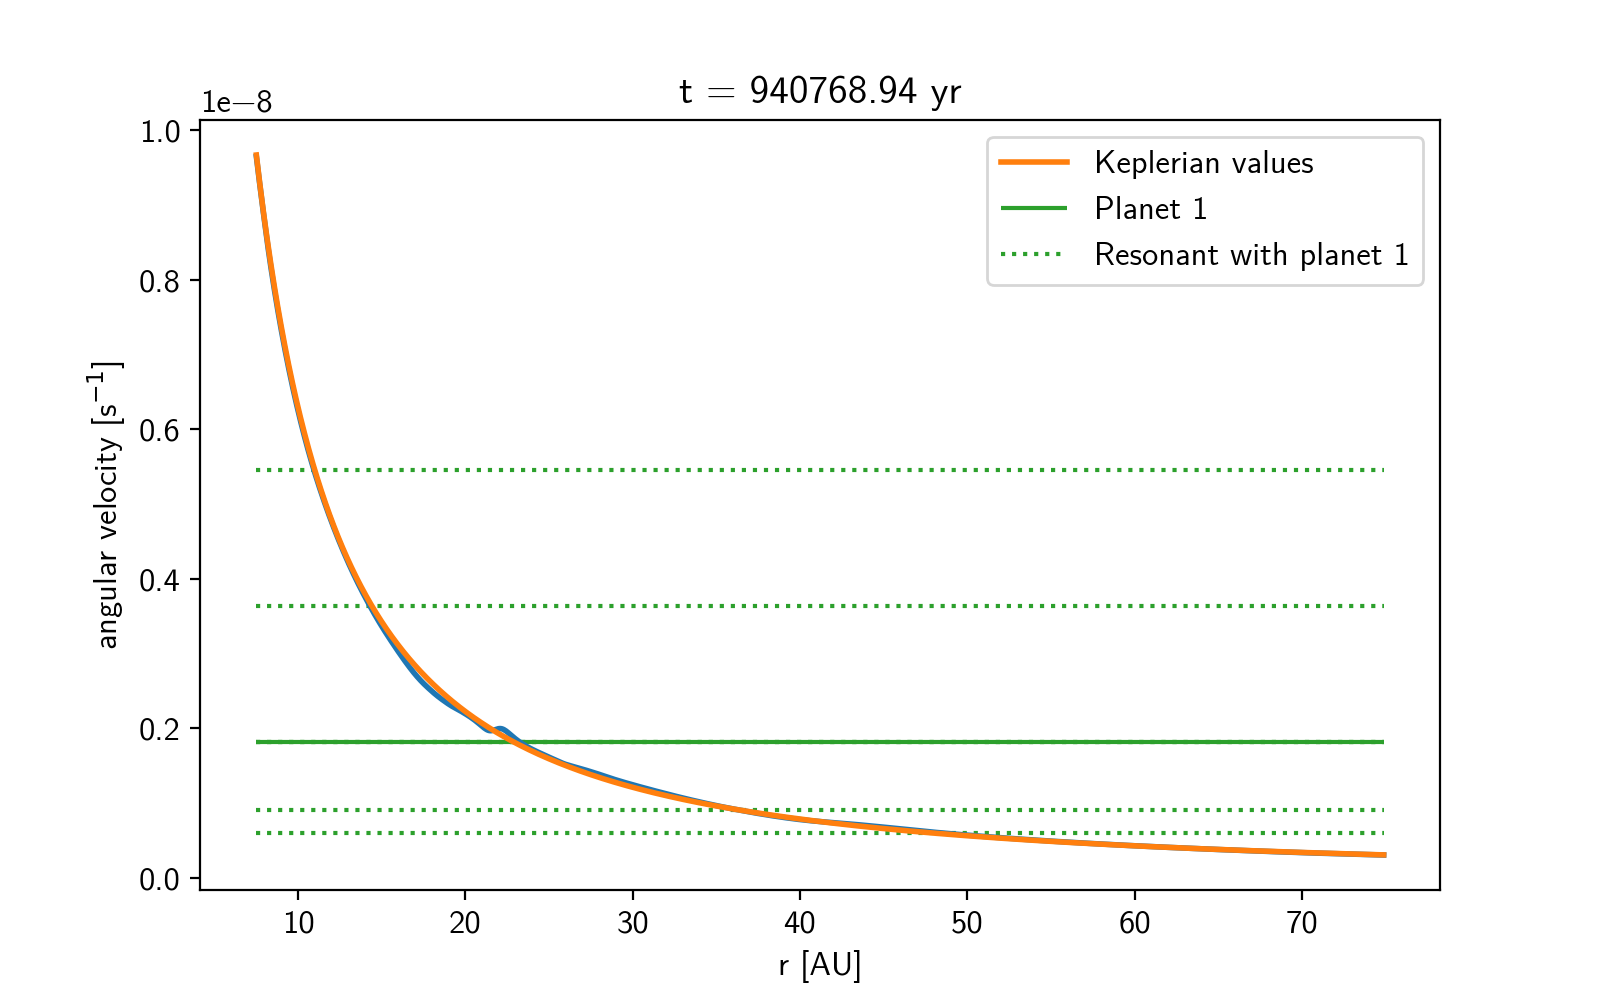 t = 940768.94 yr
1e−8
1.0
0.8
0.6
0.4
0.2
0.0
angular velocity [s⁻¹]
Keplerian values
Planet 1
Resonant with planet 1
10 20 30 40 50 60 70
r [AU]